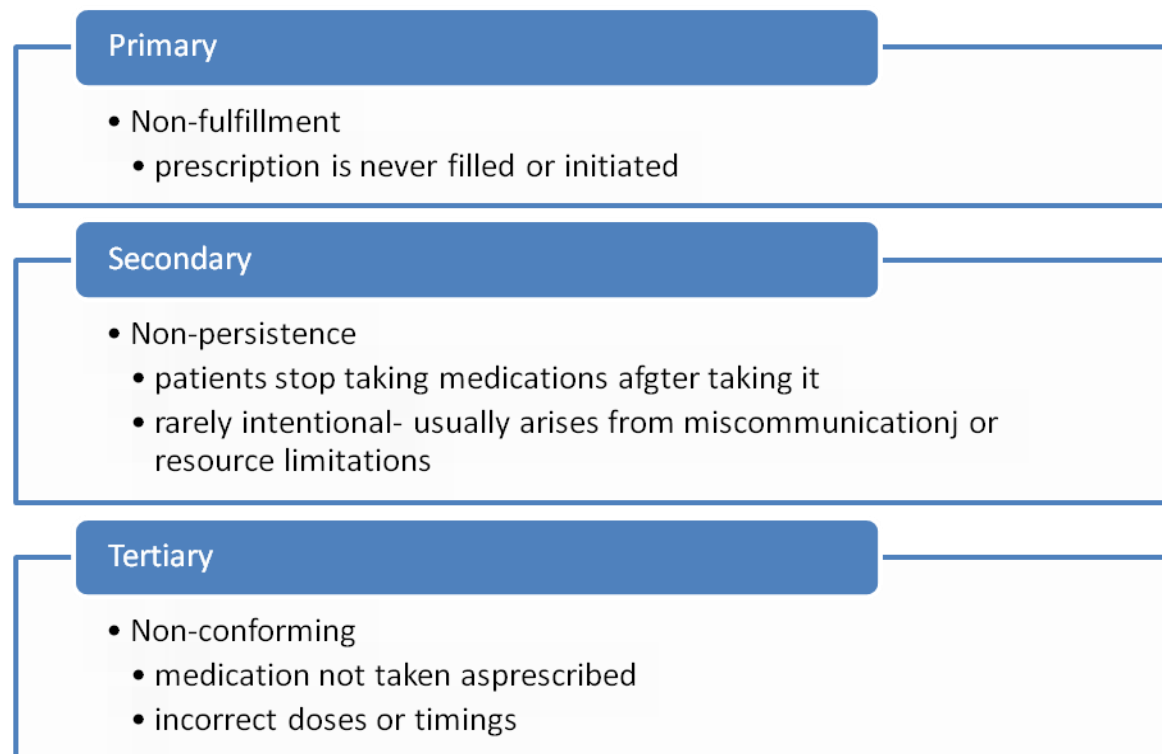 Primary
• Non-fulfillment
• prescription is never filled or initiated
Secondary
• Non-persistence
• patients stop taking medications afgter taking it
• rarely intentional- usually arises from miscommunicationj or
resource limitations
Tertiary
• Non-conforming
• medication not taken asprescribed
• incorrect doses or timings